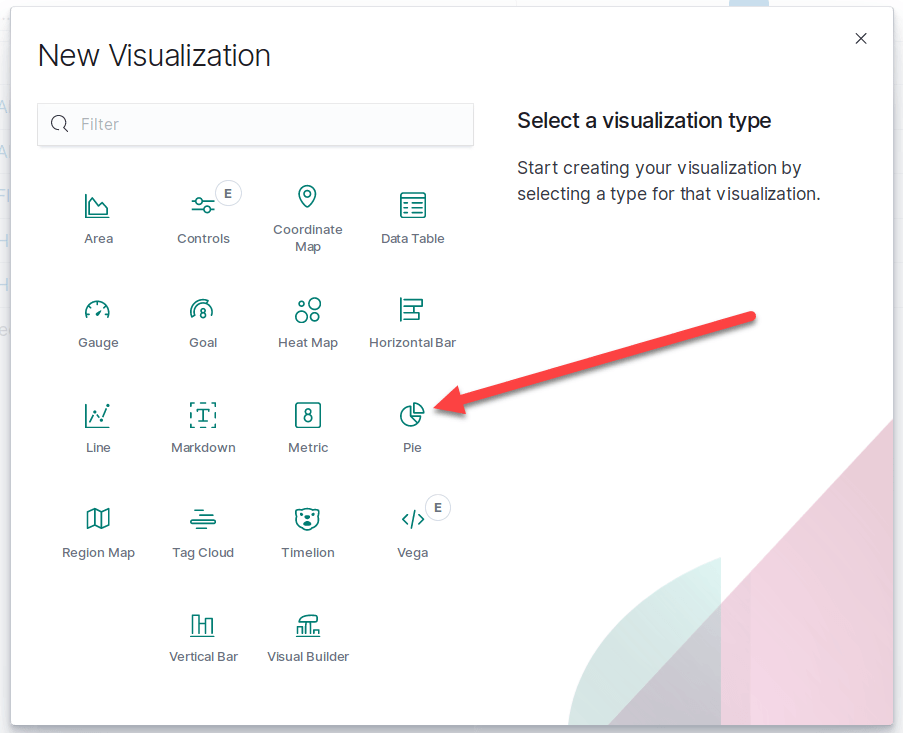 New Visualization
Filter
Select a visualization type
Start creating your visualization by
selecting a type for that visualization.
E
Area
Controls
Coordinate
Map
Data Table
8
Gauge
Goal
Heat Map
Horizontal Bar
T
8
Line
Markdown
Metric
Pie
E
Region Map
Tag Cloud
Timelion
Vega
Vertical Bar
Visual Builder